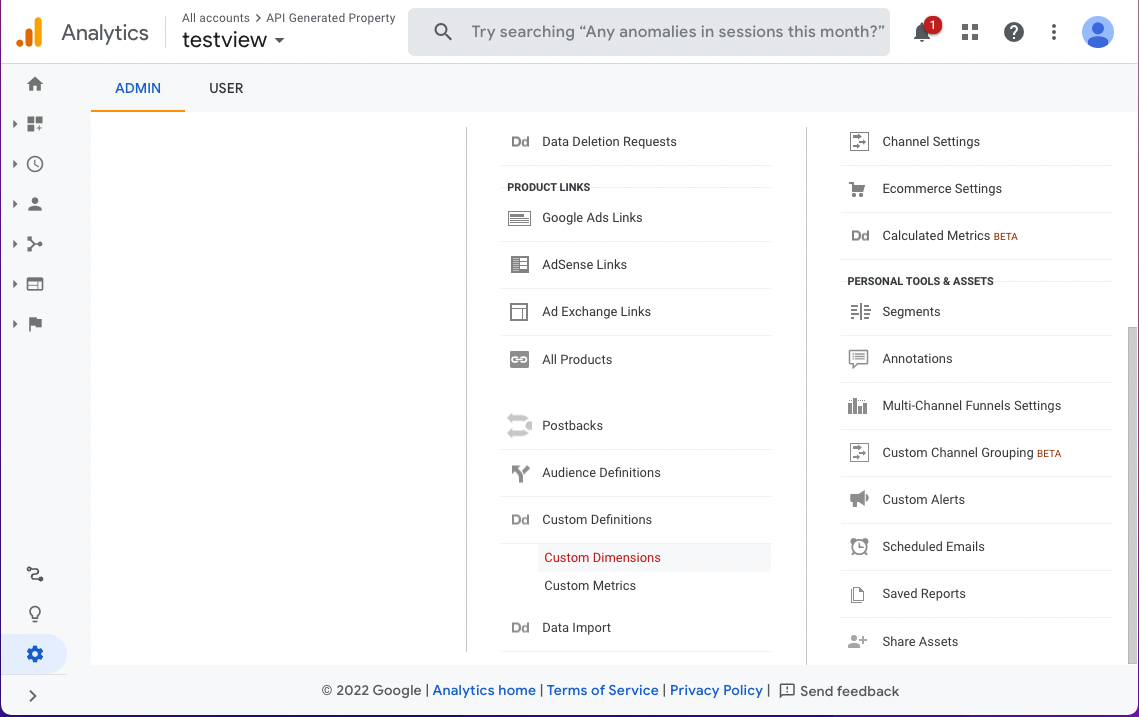 Analytics
All accounts > API Generated Property
testview
Try searching “Any anomalies in sessions this month?”
1
ADMIN
USER
Dd Data Deletion Requests
PRODUCT LINKS
Google Ads Links
AdSense Links
Ad Exchange Links
All Products
Postbacks
Audience Definitions
Dd Custom Definitions
Custom Dimensions
Custom Metrics
Dd Data Import
Channel Settings
Ecommerce Settings
Dd Calculated Metrics BETA
PERSONAL TOOLS & ASSETS
Segments
Annotations
Multi-Channel Funnels Settings
Custom Channel Grouping BETA
Custom Alerts
Scheduled Emails
Saved Reports
Share Assets
© 2022 Google | Analytics home | Terms of Service | Privacy Policy | Send feedback